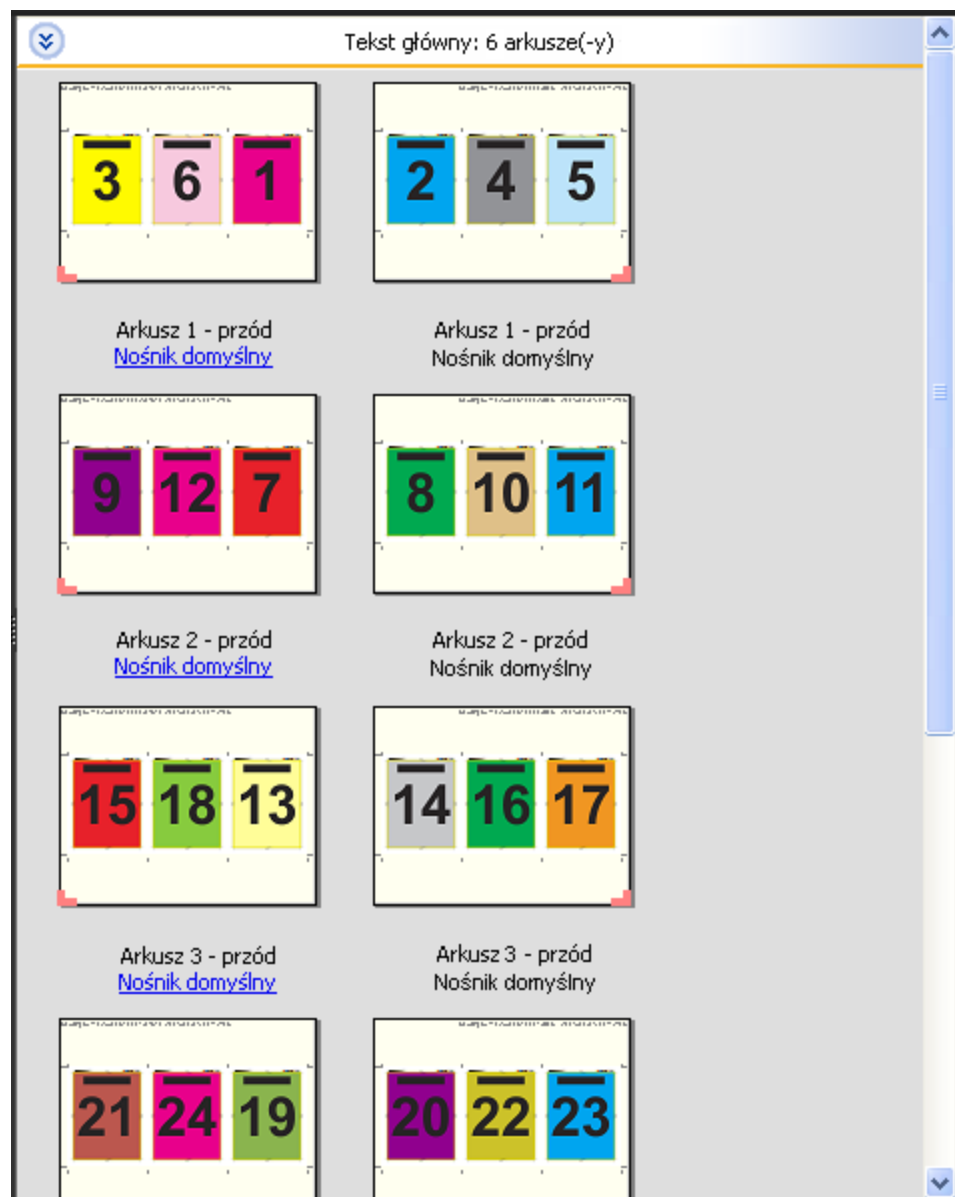 Tekst główny: 6 arkusze(-y)
3 6 1 2 4 5
Arkusz 1 - przód Arkusz 1 - przód
Nośnik domyślny Nośnik domyślny
9 12 7 8 10 11
Arkusz 2 - przód Arkusz 2 - przód
Nośnik domyślny Nośnik domyślny
15 18 13 14 16 17
Arkusz 3 - przód Arkusz 3 - przód
Nośnik domyślny Nośnik domyślny
21 24 19 20 22 23